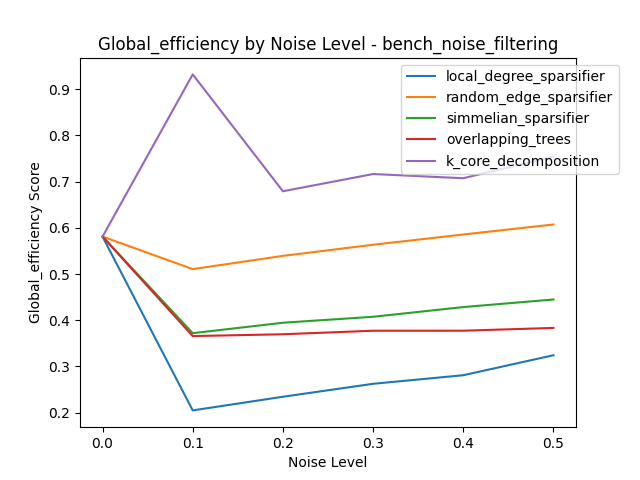 Global_efficiency by Noise Level - bench_noise_filtering
local_degree_sparsifier
random_edge_sparsifier
simmelian_sparsifier
overlapping_trees
k_core_decomposition
Global_efficiency Score
0.9
0.8
0.7
0.6
0.5
0.4
0.3
0.2
0.0 0.1 0.2 0.3 0.4 0.5
Noise Level